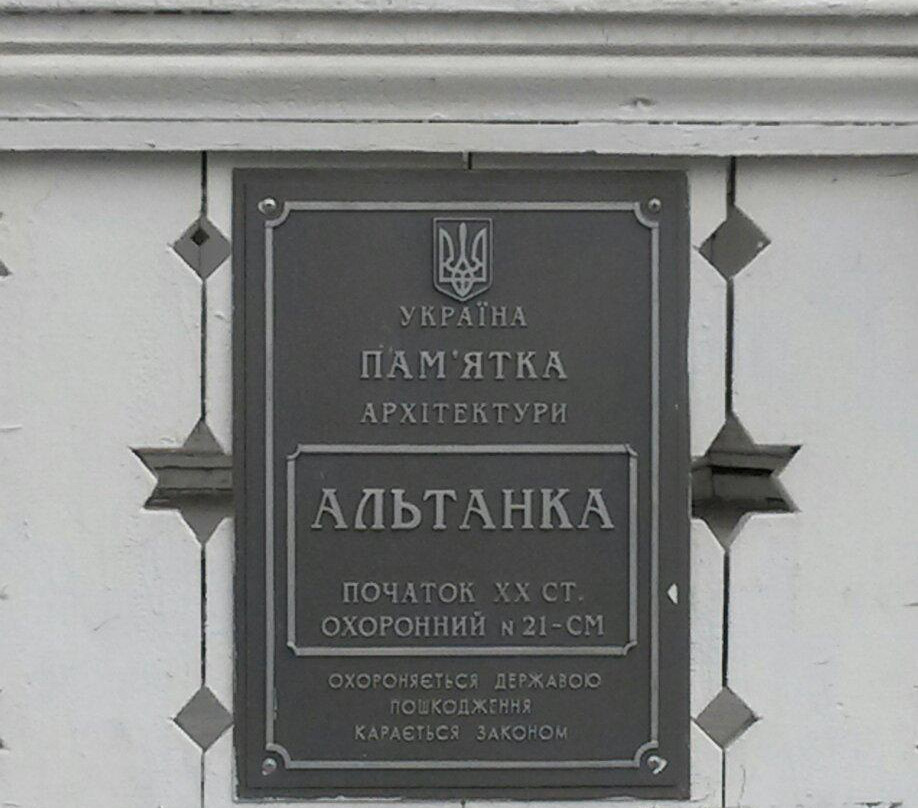 УКРАЇНА
ПАМ'ЯТКА
АРХІТЕКТУРИ
АЛЬТАНКА
ПОЧАТОК XX СТ.
ОХОРОННИЙ N 21-СМ
ОХОРОНЯЄТЬСЯ ДЕРЖАВОЮ
ПОШКОДЖЕННЯ
КАРАЄТЬСЯ ЗАКОНОМ